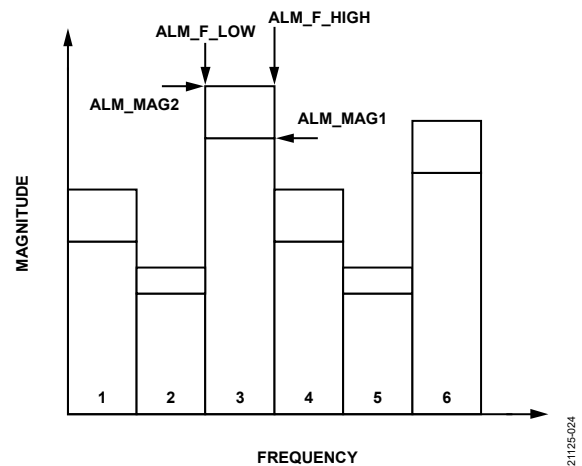 ALM_F_HIGH
ALM_F_LOW
ALM_MAG2
ALM_MAG1
MAGNITUDE
1 2 3 4 5 6
FREQUENCY
21125-024